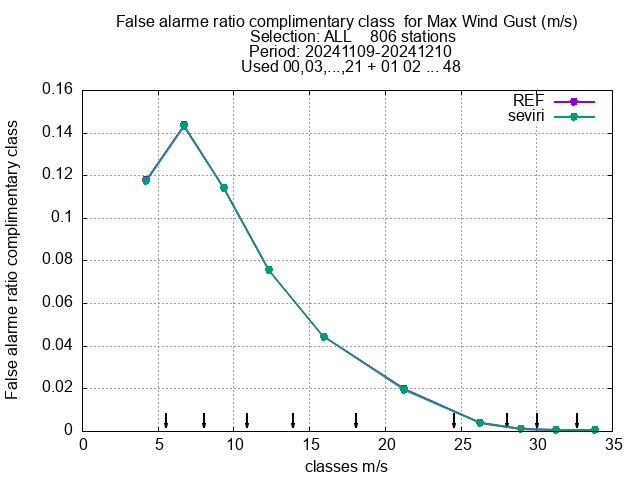 False alarme ratio complimentary class  for Max Wind Gust (m/s)
Selection: ALL    806 stations
Period: 20241109-20241210
Used 00,03,...,21 + 01 02 ... 48
False alarme ratio complimentary class
0.16
0.14
0.12
0.1
0.08
0.06
0.04
0.02
0
REF
seviri
0 5 10 15 20 25 30 35
classes m/s